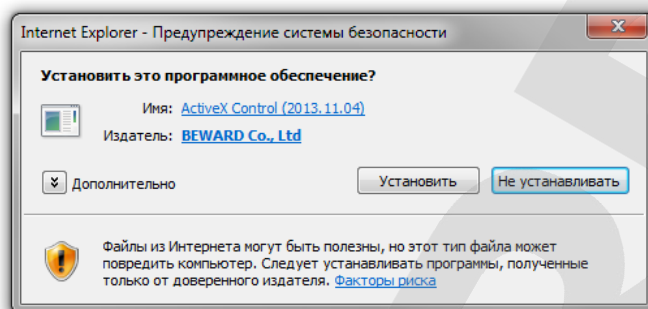 Internet Explorer - Предупреждение системы безопасности
Установить это программное обеспечение?
Имя: ActiveX Control (2013.11.04)
Издатель: BEWARD Co., Ltd
Дополнительно
Установить
Не устанавливать
Файлы из Интернета могут быть полезны, но этот тип файла может
повредить компьютер. Следует устанавливать программы, полученные
только от доверенного издателя. Факторы риска